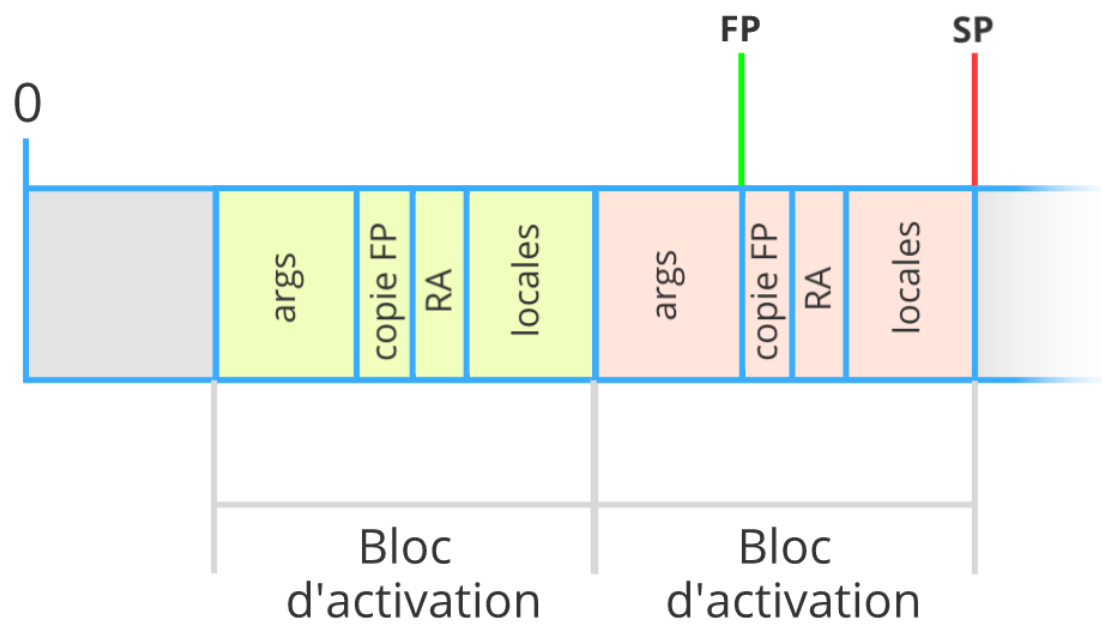 FP
SP
0
args
copie FP
RA
locales
args
copie FP
RA
locales
Bloc
d'activation
Bloc
d'activation